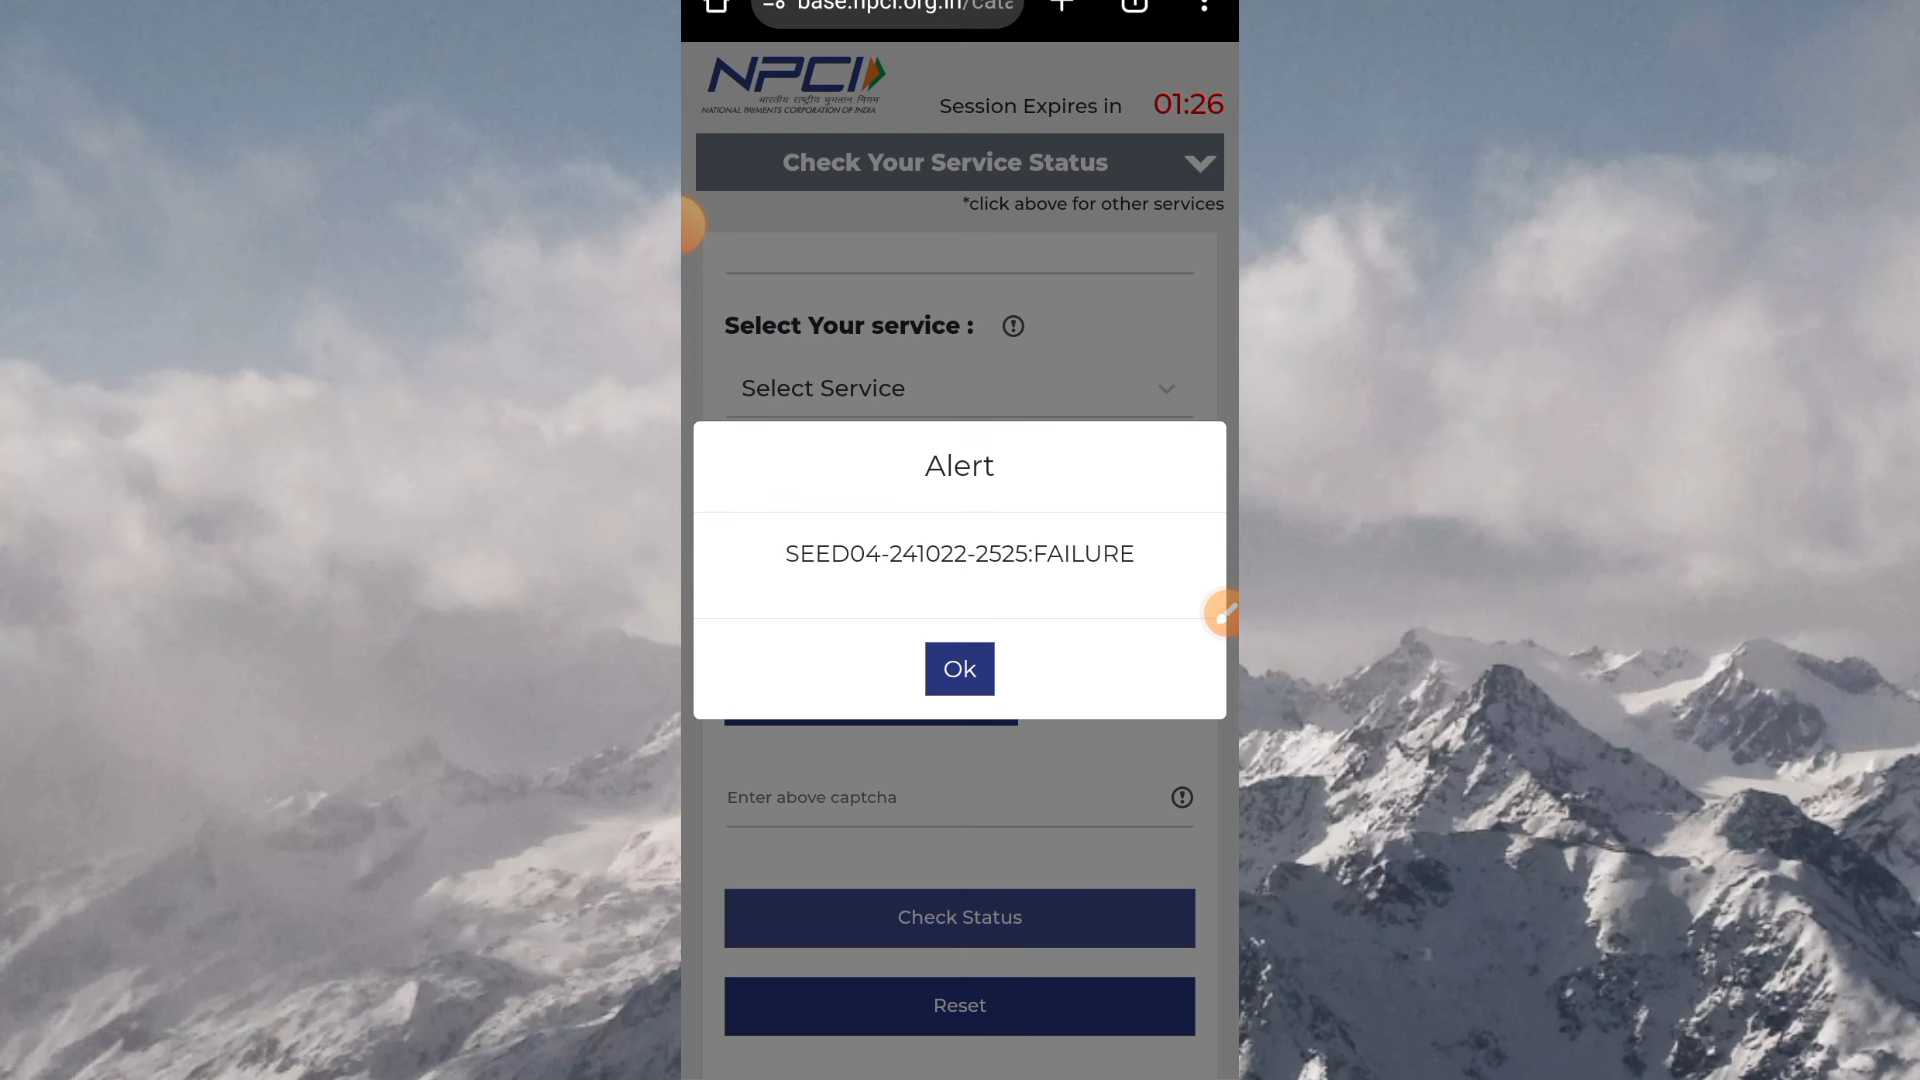 base.npci.org.in/cata
NPCI
भारतीय राष्ट्रीय भुगतान निगम
NATIONAL PAYMENTS CORPORATION OF INDIA
Session Expires in 01:26
Check Your Service Status
*click above for other services
Select Your service :
Select Service
Alert
SEED04-241022-2525:FAILURE
Ok
Enter above captcha
Check Status
Reset